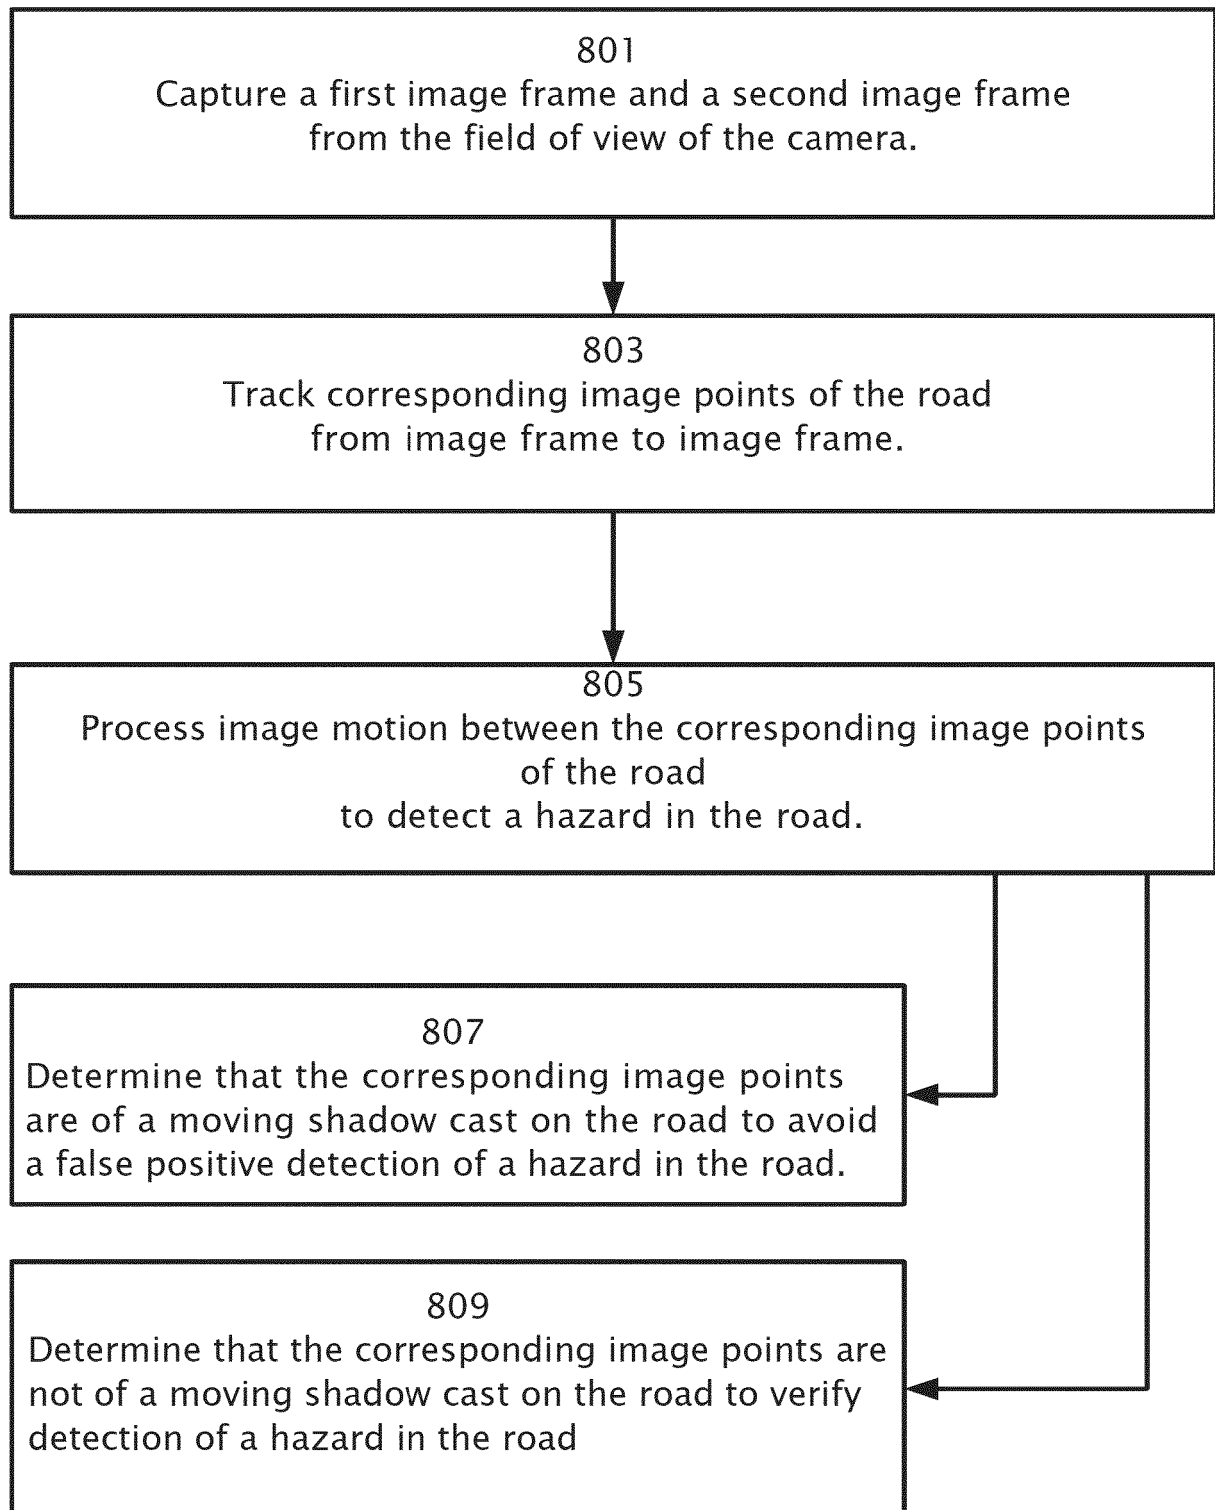 801
Capture a first image frame and a second image frame
from the field of view of the camera.
803
Track corresponding image points of the road
from image frame to image frame.
805
Process image motion between the corresponding image points
of the road
to detect a hazard in the road.
807
Determine that the corresponding image points
are of a moving shadow cast on the road to avoid
a false positive detection of a hazard in the road.
809
Determine that the corresponding image points are
not of a moving shadow cast on the road to verify
detection of a hazard in the road